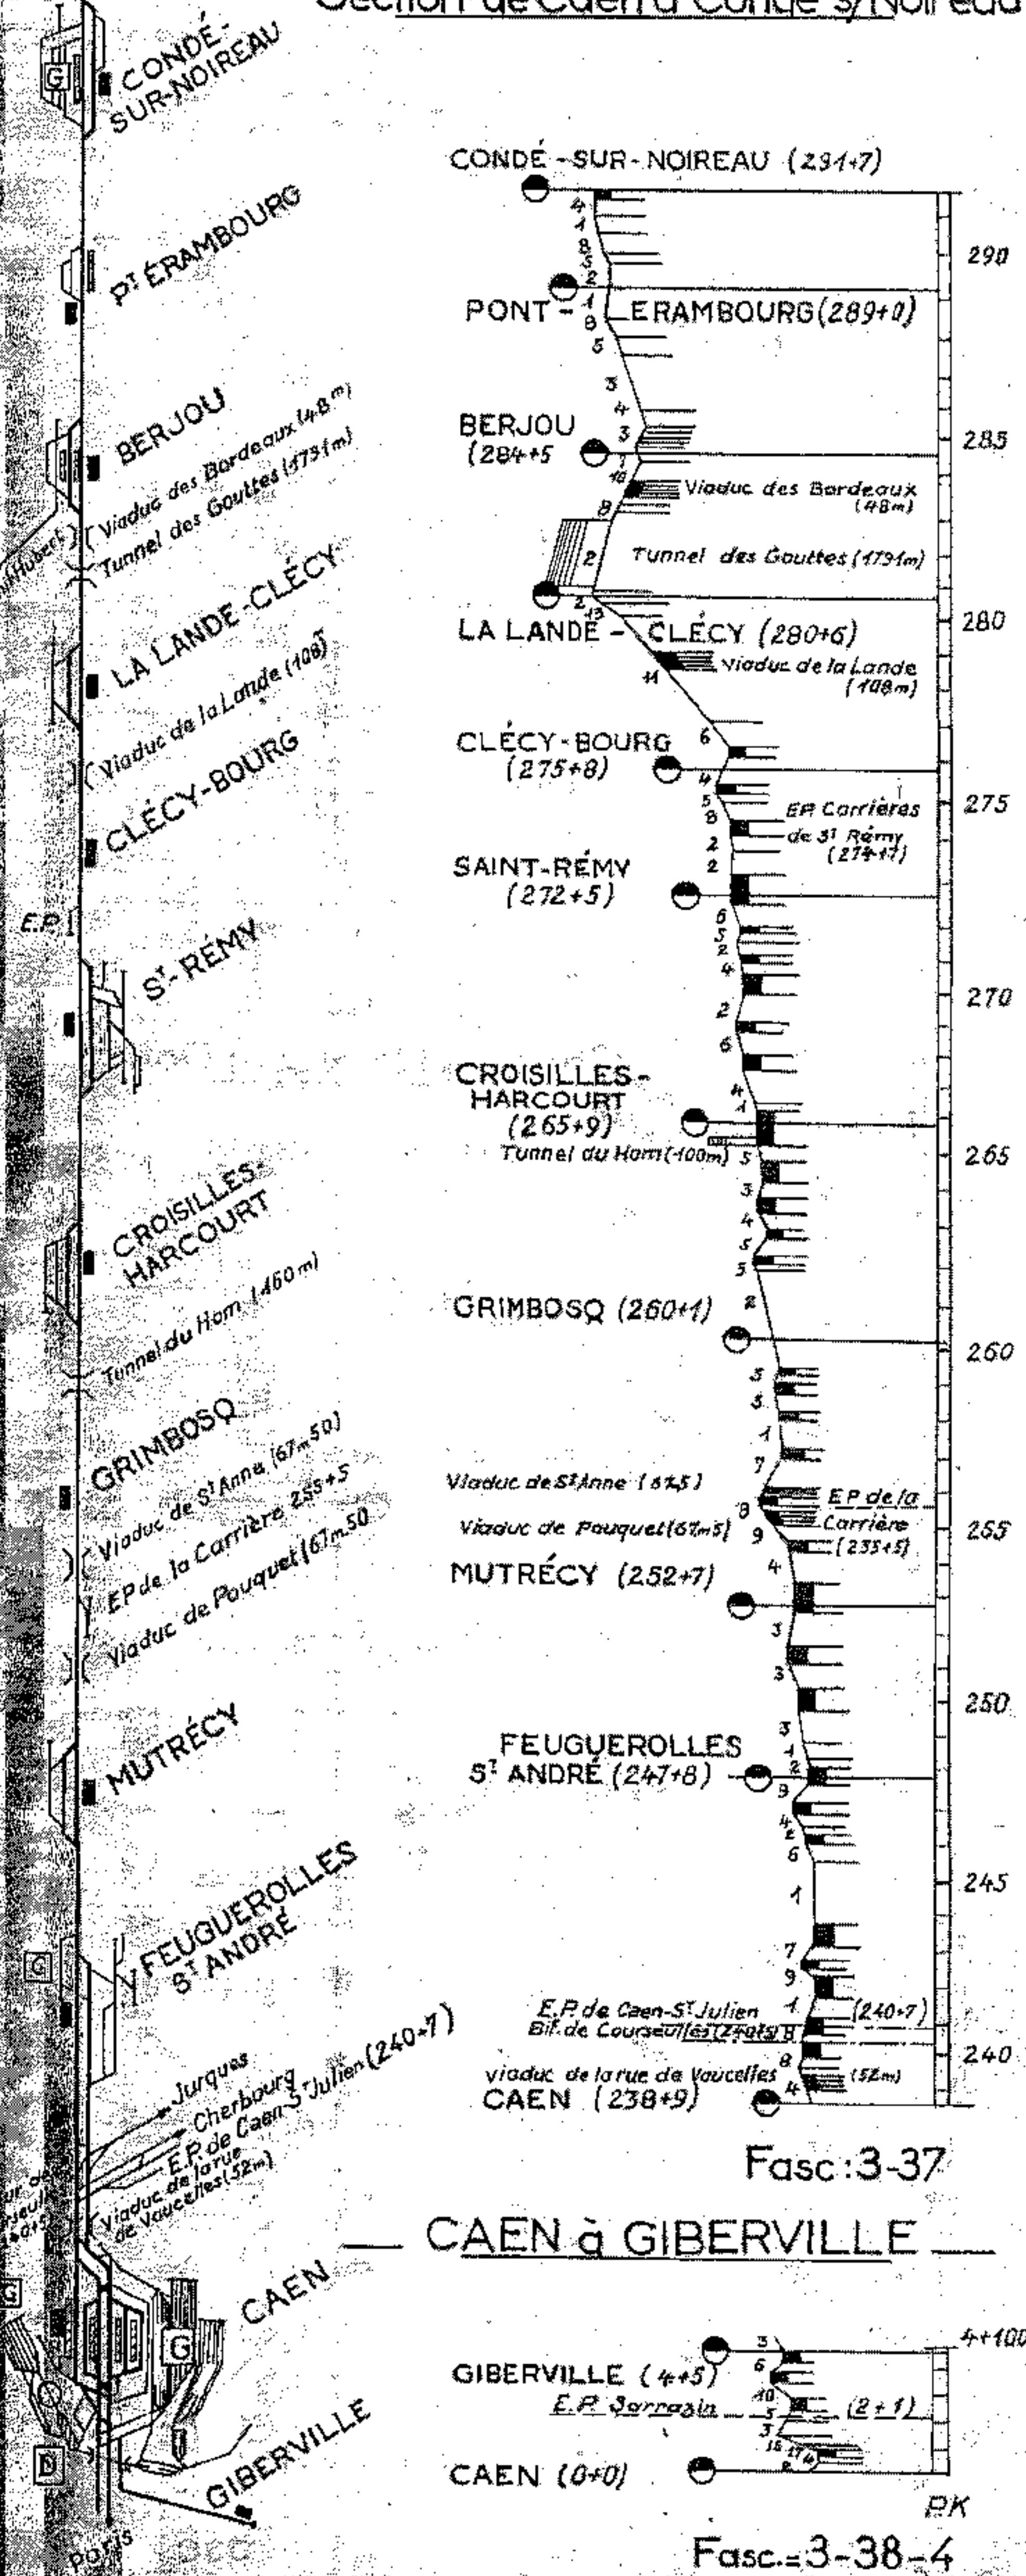 Section de Caen à Condé s/Noireau
G
CONDÉ-
SUR-NOIREAU
PT ÉRAMBOURG
BERJOU
Viaduc des Bordeaux (48m)
Tunnel des Gouttes (1791m)
LA LANDE-CLÉCY
Viaduc de la Lande (108m)
CLÉCY-BOURG
E.P.
ST-RÉMY
CROISILLES-
HARCOURT
Tunnel du Hom (460m)
GRIMBOSQ
Viaduc de St Anne (67m50)
EP de la Carrière 255+5
Viaduc de Pouquet (67m50
MUTRÉCY
G
FEUGUEROLLES
ST ANDRÉ
Jurques
Cherbourg
E.P. de Caen-St Julien (240+7)
Viaduc de la rue
de Vaucelles (52m)
CAEN
G
G
D
GIBERVILLE
Paris
CONDÉ-SUR-NOIREAU (291+7)
290
PONT-ERAMBOURG (289+0)
285
BERJOU
(284+5
Viaduc des Bordeaux
(48m)
Tunnel des Gouttes (1791m)
280
LA LANDE - CLÉCY (280+6)
Viaduc de la Lande
(108m)
CLÉCY-BOURG
(275+8)
275
EP. Carrières
de St Rémy
(274+7)
SAINT-RÉMY
(272+5)
270
CROISILLES-
HARCOURT
(265+9)
Tunnel du Hom (400m)
265
GRIMBOSQ (260+1)
260
Viaduc de St Anne (67,5)
EP de la
Carrière
(255+5)
255
Viaduc de Pouquet (67m5)
MUTRÉCY (252+7)
250
FEUGUEROLLES
ST ANDRÉ (247+8)
245
E.P. de Caen-St Julien (240+7)
Bif. de Courseulles
240
viaduc de la rue de Vaucelles (52m)
CAEN (238+9)
Fasc: 3-37
CAEN à GIBERVILLE
4+100
GIBERVILLE (4+5)
E.P. Sarrazin (2+1)
CAEN (0+0)
PK
Fasc.= 3-38-4